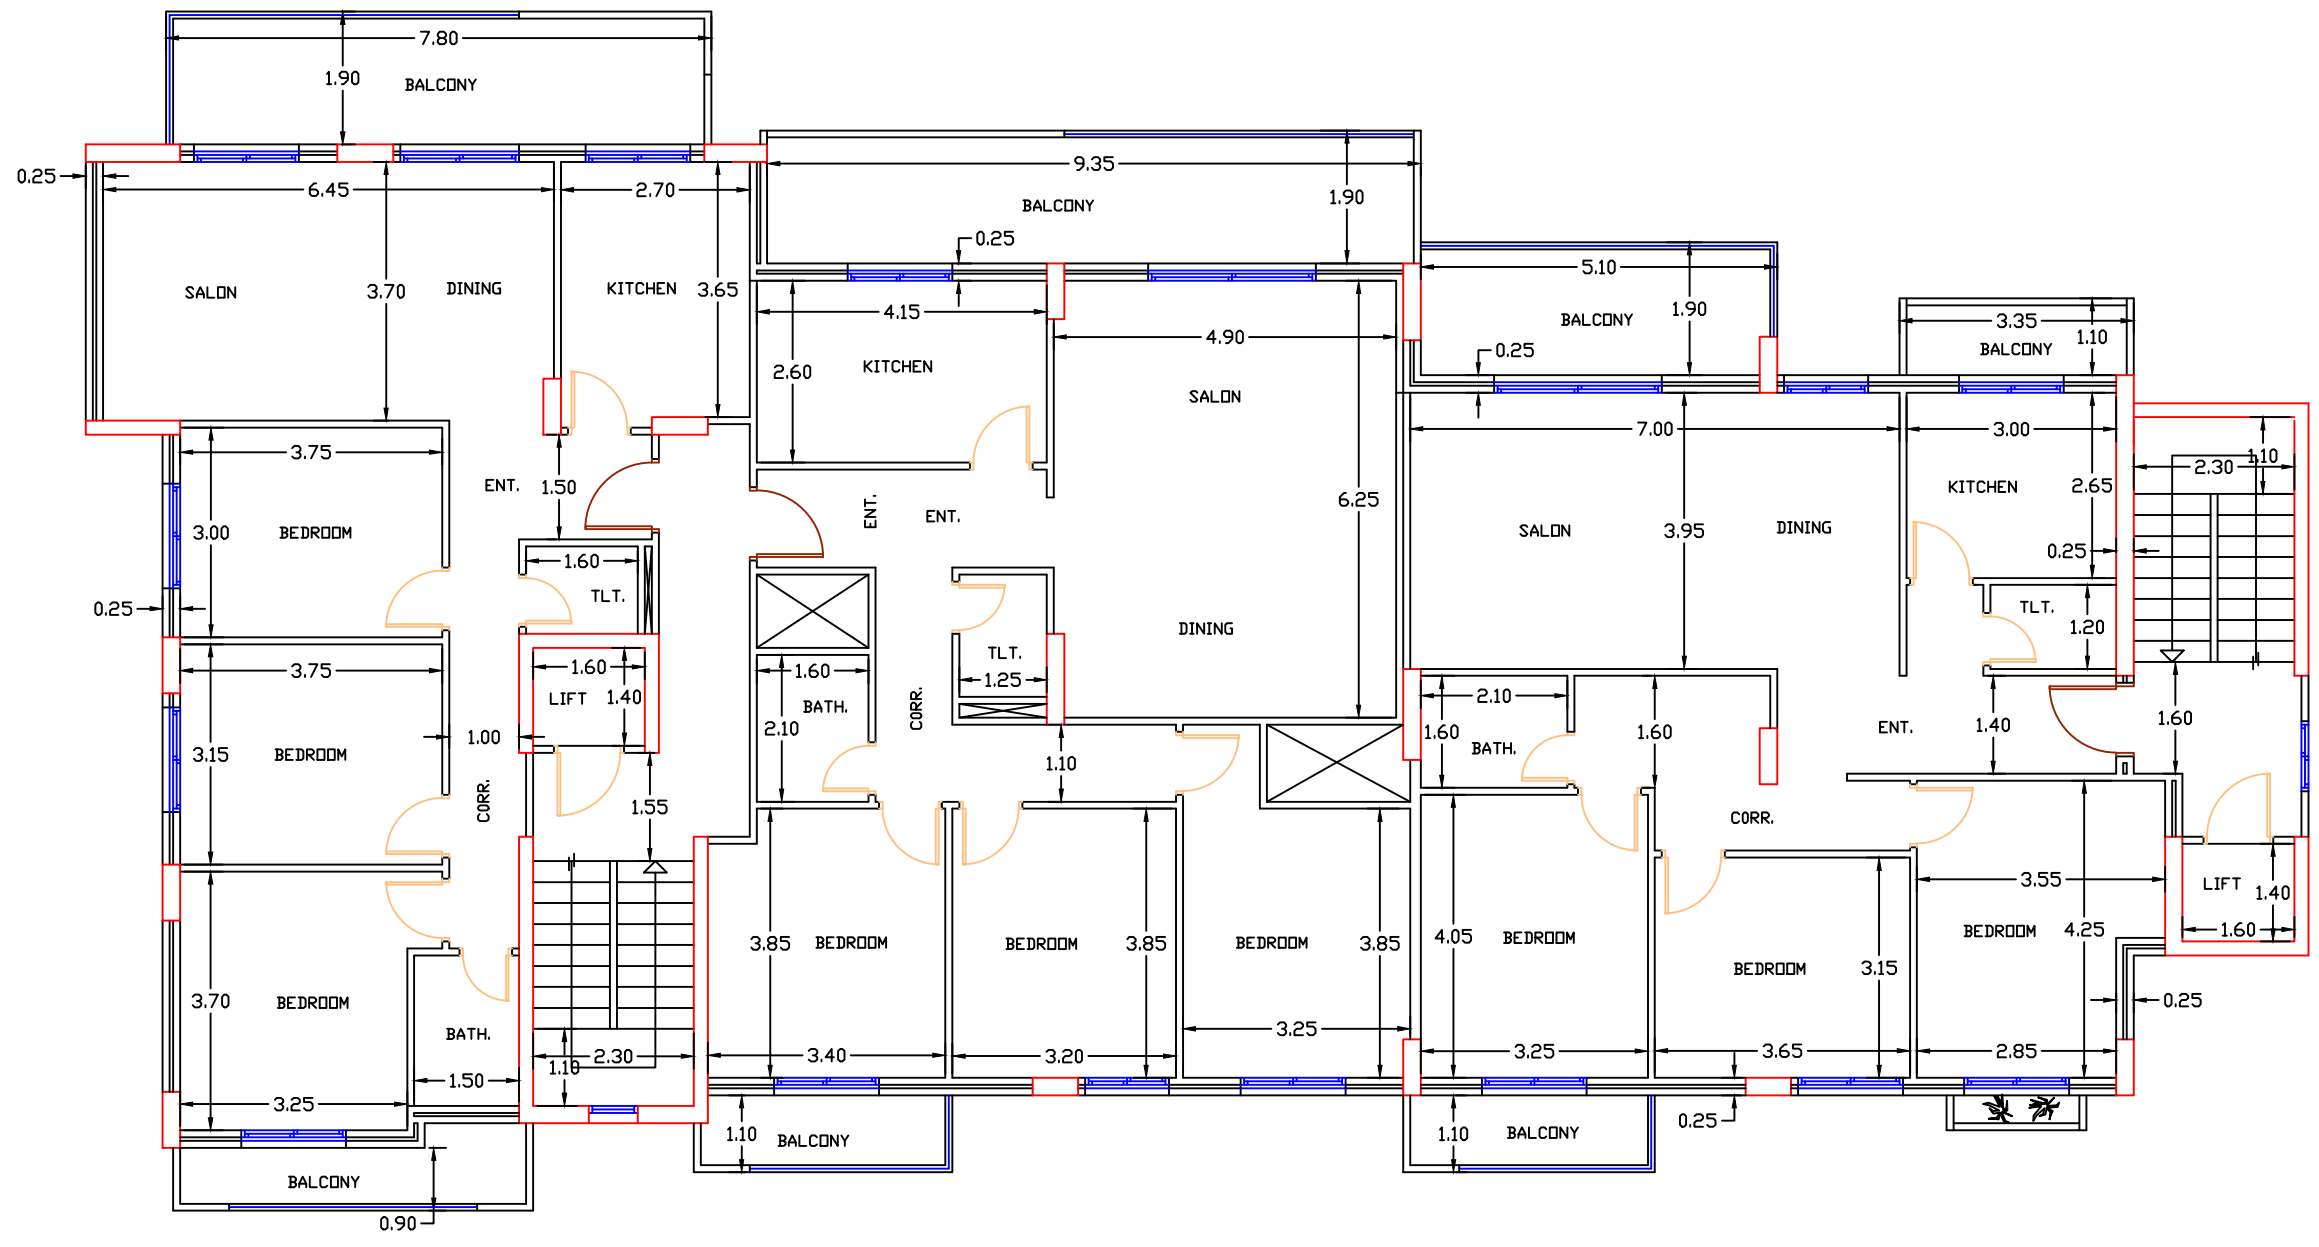 7.80
1.90
BALCONY
0.25
6.45
2.70
3.70
3.65
SALON
DINING
KITCHEN
9.35
1.90
BALCONY
0.25
4.15
4.90
2.60
KITCHEN
SALON
6.25
5.10
1.90
BALCONY
0.25
3.35
1.10
BALCONY
7.00
3.00
2.65
KITCHEN
SALON
3.95
DINING
0.25
1.10
2.30
3.75
ENT.
1.50
3.00
BEDROOM
1.60
TLT.
0.25
ENT.
ENT.
DINING
TLT.
1.25
TLT.
1.20
3.75
1.60
LIFT
1.40
3.15
BEDROOM
1.00
CORR.
1.55
1.60
BATH.
2.10
CORR.
1.10
2.10
1.60
BATH.
1.60
ENT.
1.40
1.60
CORR.
3.70
BEDROOM
BATH.
1.50
3.25
1.10
2.30
3.85
BEDROOM
3.40
BEDROOM
3.85
3.20
BEDROOM
3.85
3.25
4.05
BEDROOM
3.25
BEDROOM
3.15
3.65
3.55
BEDROOM
4.25
2.85
LIFT
1.40
1.60
0.25
BALCONY
0.90
1.10
BALCONY
1.10
BALCONY
0.25